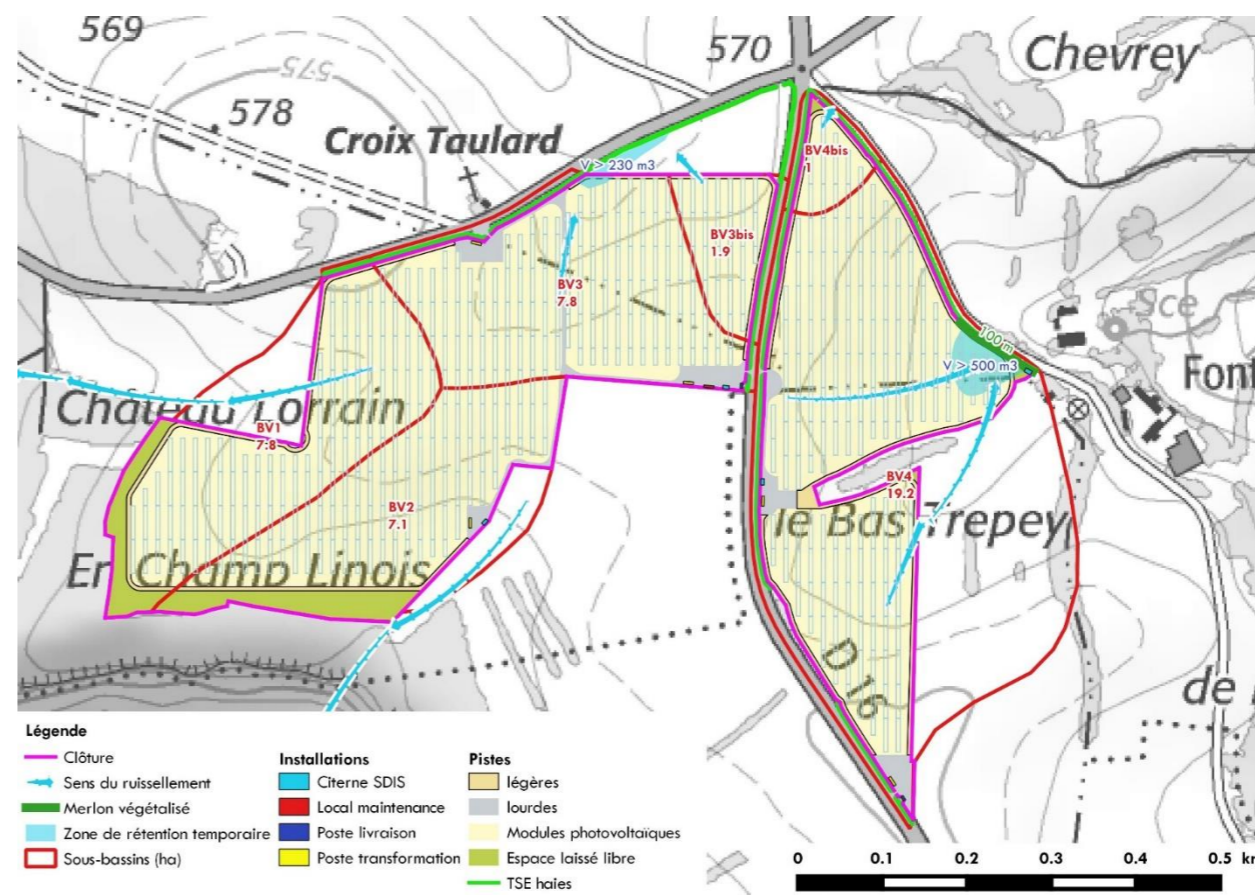 569
570
Chevrey
575
578
Croix Taulard
V > 230 m3
BV4bis
1
BV3bis
1.9
BV3
7.8
Sce
100 m
V > 500 m3
Font
Château Lorrain
BV1
7.8
BV4
19.2
BV2
7.1
le Bas Trepey
En Champ Linois
D 16
de
Légende
Clôture
Sens du ruissellement
Merlon végétalisé
Zone de rétention temporaire
Sous-bassins (ha)
Installations
Citerne SDIS
Local maintenance
Poste livraison
Poste transformation
Pistes
légères
lourdes
Modules photovoltaïques
Espace laissé libre
TSE haies
0 0.1 0.2 0.3 0.4 0.5 km